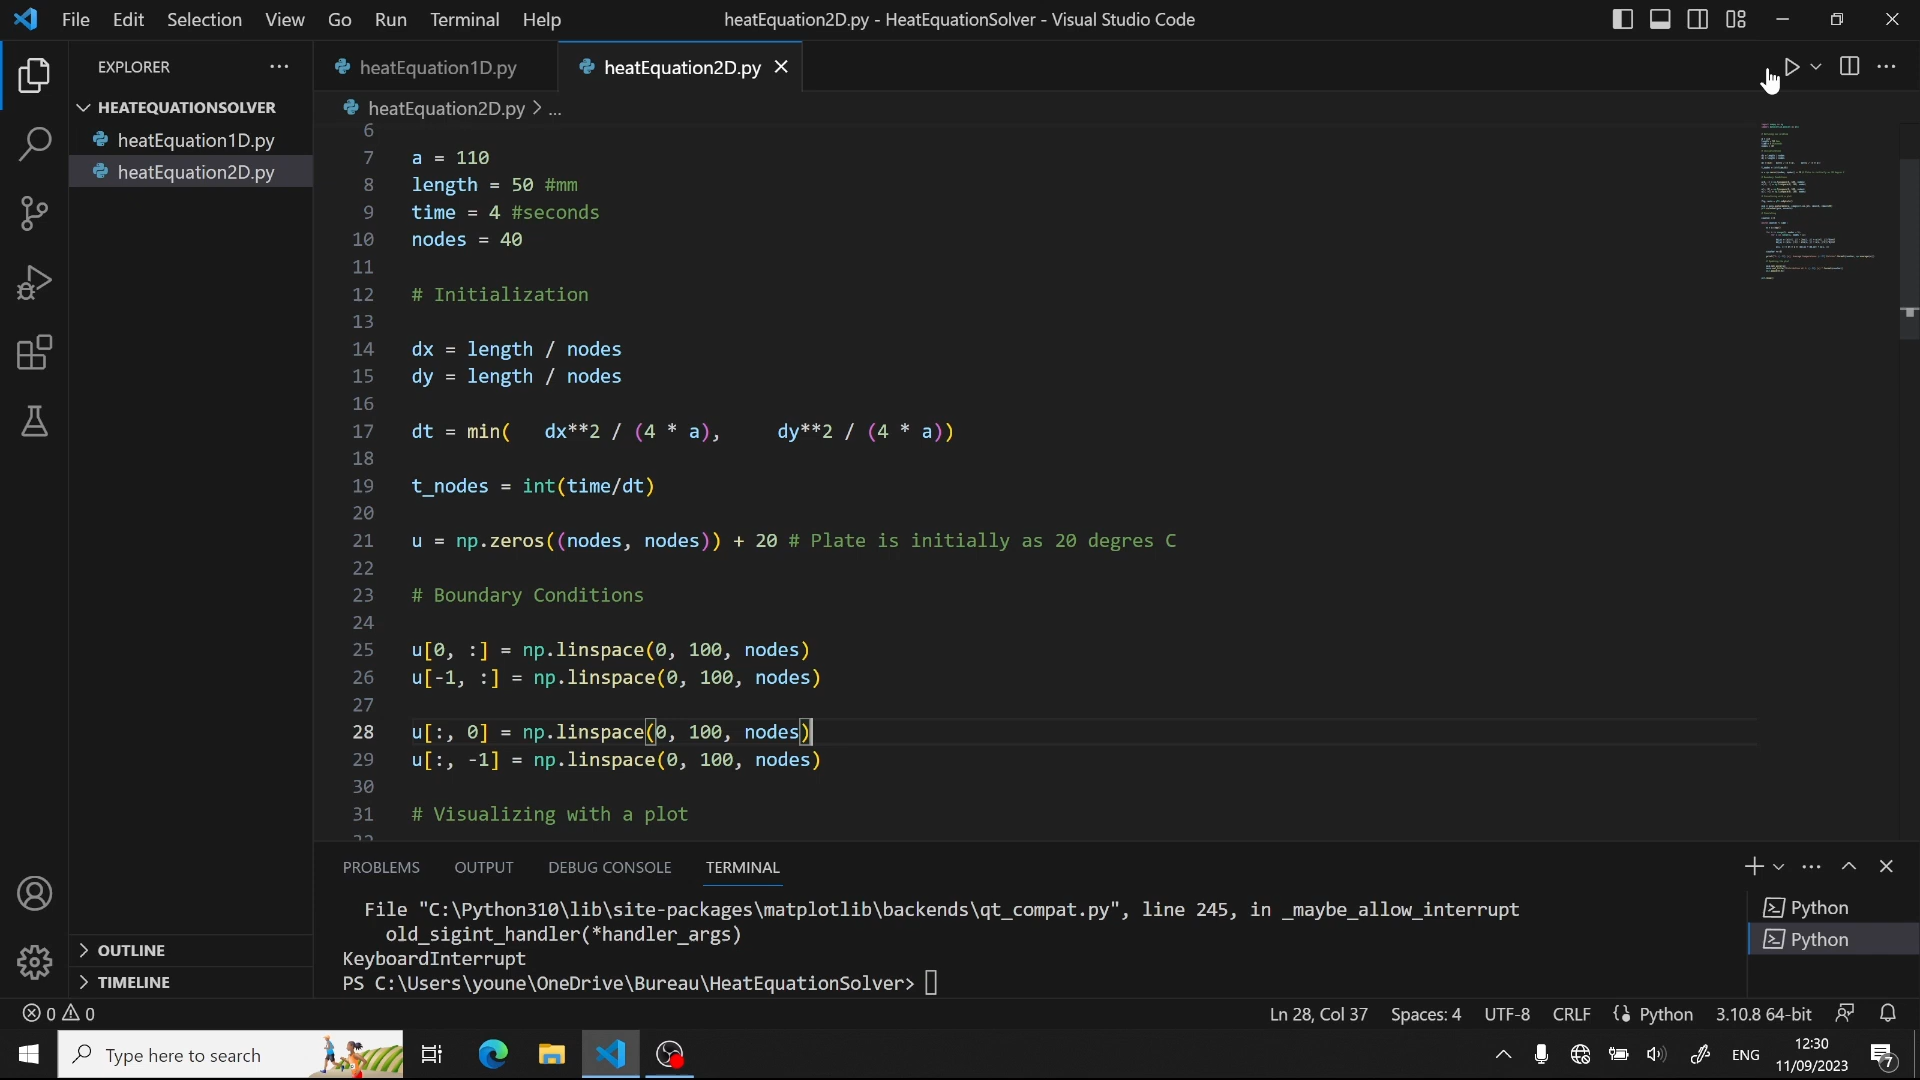 File Edit Selection View Go Run Terminal Help
heatEquation2D.py - HeatEquationSolver - Visual Studio Code
EXPLORER
HEATEQUATIONSOLVER
heatEquation1D.py
heatEquation2D.py
OUTLINE
TIMELINE
heatEquation1D.py
heatEquation2D.py
heatEquation2D.py > ...
6
7 a = 110
8 length = 50 #mm
9 time = 4 #seconds
10 nodes = 40
11
12 # Initialization
13
14 dx = length / nodes
15 dy = length / nodes
16
17 dt = min(   dx**2 / (4 * a),     dy**2 / (4 * a))
18
19 t_nodes = int(time/dt)
20
21 u = np.zeros((nodes, nodes)) + 20 # Plate is initially as 20 degres C
22
23 # Boundary Conditions
24
25 u[0, :] = np.linspace(0, 100, nodes)
26 u[-1, :] = np.linspace(0, 100, nodes)
27
28 u[:, 0] = np.linspace(0, 100, nodes)
29 u[:, -1] = np.linspace(0, 100, nodes)
30
31 # Visualizing with a plot
32
PROBLEMS OUTPUT DEBUG CONSOLE TERMINAL
File "C:\Python310\lib\site-packages\matplotlib\backends\qt_compat.py", line 245, in _maybe_allow_interrupt
old_sigint_handler(*handler_args)
KeyboardInterrupt
PS C:\Users\youne\OneDrive\Bureau\HeatEquationSolver>
Python
Python
0 0
Ln 28, Col 37 Spaces: 4 UTF-8 CRLF Python 3.10.8 64-bit
Type here to search
ENG
12:30
11/09/2023
7